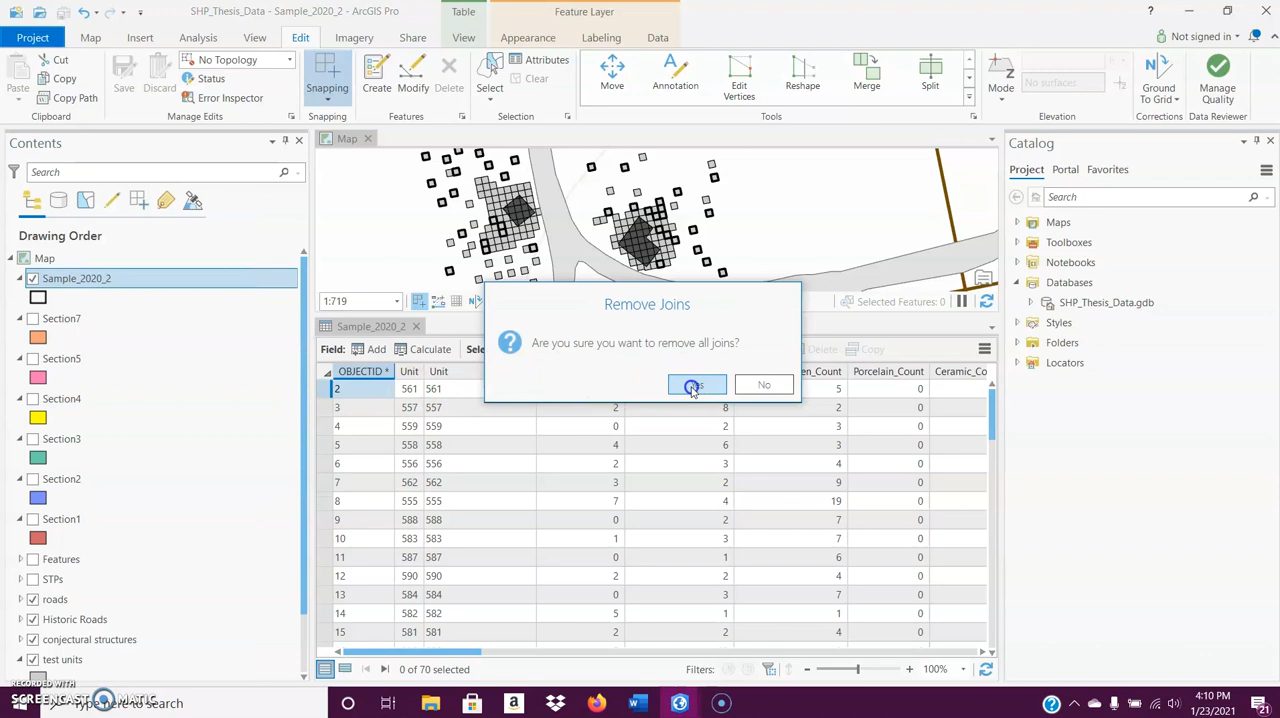 SHP_Thesis_Data - Sample_2020_2 - ArcGIS Pro
Table
Feature Layer
?
Project Map Insert Analysis View Edit Imagery Share View Appearance Labeling Data
Not signed in
Paste
Cut
Copy
Copy Path
Clipboard
Save
Discard
No Topology
Status
Error Inspector
Manage Edits
Snapping
Snapping
Create
Modify
Delete
Features
Select
Attributes
Clear
Selection
Move
Annotation
Edit Vertices
Reshape
Merge
Split
Tools
Mode
No surfaces
Elevation
Ground To Grid
Corrections
Manage Quality
Data Reviewer
Contents
Search
Drawing Order
Map
Sample_2020_2
Section7
Section5
Section4
Section3
Section2
Section1
Features
STPs
roads
Historic Roads
conjectural structures
test units
Map
1:719
Selected Features: 0
Remove Joins
Are you sure you want to remove all joins?
No
Sample_2020_2
Field: Add Calculate Delete Copy
OBJECTID * Unit Unit Porcelain_Count
2 561 561 5 0
3 557 557 2 8 2 0
4 559 559 0 2 3 0
5 558 558 4 6 3 0
6 556 556 2 3 4 0
7 562 562 3 2 9 0
8 555 555 7 4 19 0
9 588 588 0 2 7 0
10 583 583 1 3 7 0
11 587 587 0 1 6 0
12 590 590 2 2 4 0
13 584 584 0 3 7 0
14 582 582 5 1 1 0
15 581 581 2 2 4 0
0 of 70 selected
Filters:
100%
Catalog
Project Portal Favorites
Search
Maps
Toolboxes
Notebooks
Databases
SHP_Thesis_Data.gdb
Styles
Folders
Locators
RECORDED WITH
SCREENCAST MATIC
Type here to search
4:10 PM
1/23/2021
21